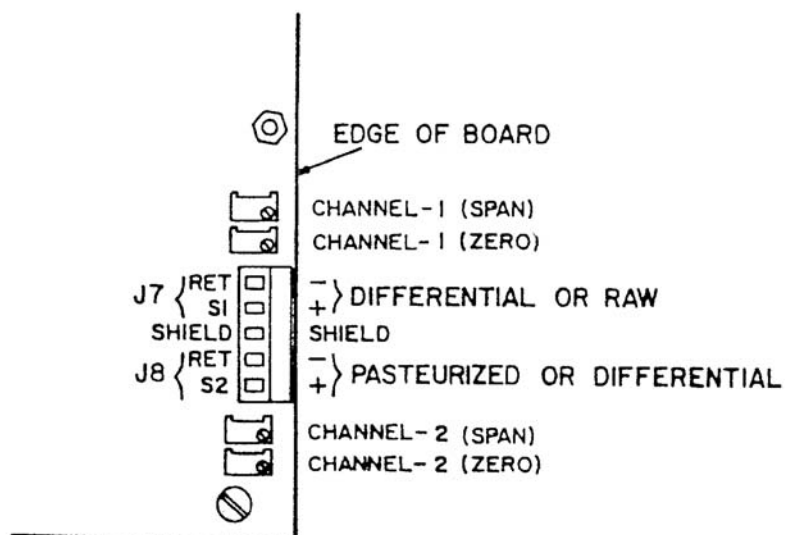 EDGE OF BOARD
CHANNEL-1 (SPAN)
CHANNEL-1 (ZERO)
J7 { RET - } DIFFERENTIAL OR RAW
S1 +
SHIELD SHIELD
J8 { RET - } PASTEURIZED OR DIFFERENTIAL
S2 +
CHANNEL-2 (SPAN)
CHANNEL-2 (ZERO)